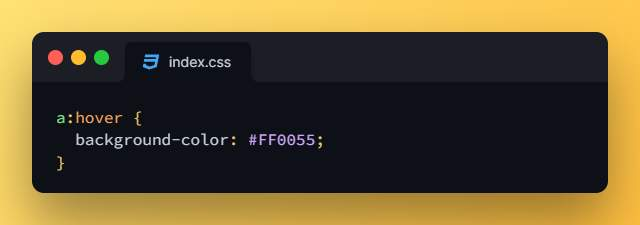 index.css
a:hover {
  background-color: #FF0055;
}